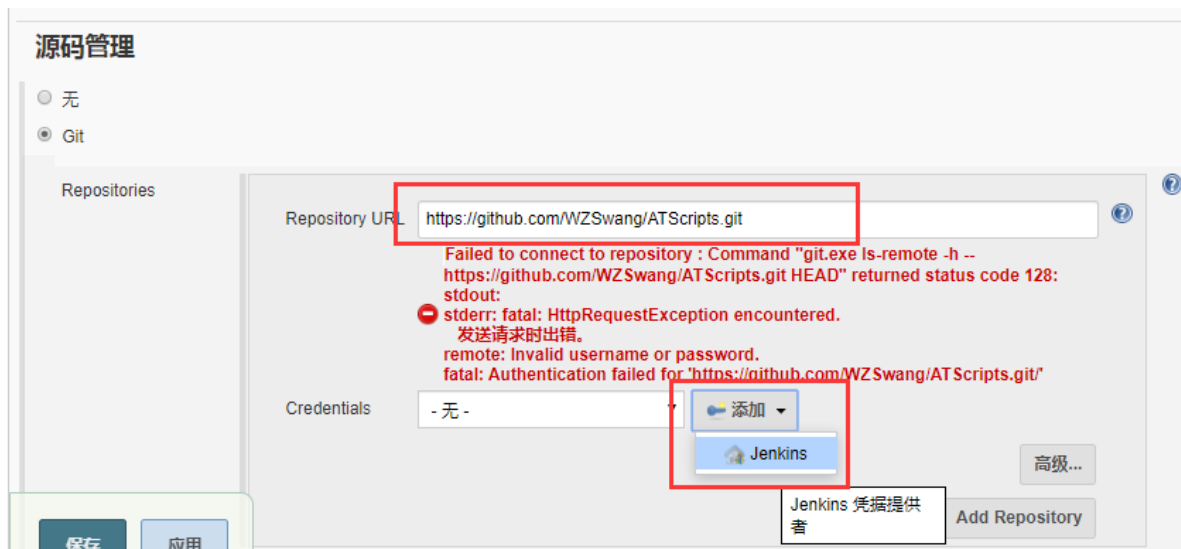 源码管理
无
Git
Repositories
Repository URL
https://github.com/WZSwang/ATScripts.git
Failed to connect to repository : Command "git.exe ls-remote -h --
https://github.com/WZSwang/ATScripts.git HEAD" returned status code 128:
stdout:
stderr: fatal: HttpRequestException encountered.
发送请求时出错。
remote: Invalid username or password.
fatal: Authentication failed for 'https://github.com/WZSwang/ATScripts.git/'
Credentials
- 无 -
添加
Jenkins
高级...
Jenkins 凭据提供
者
Add Repository
保存
应用